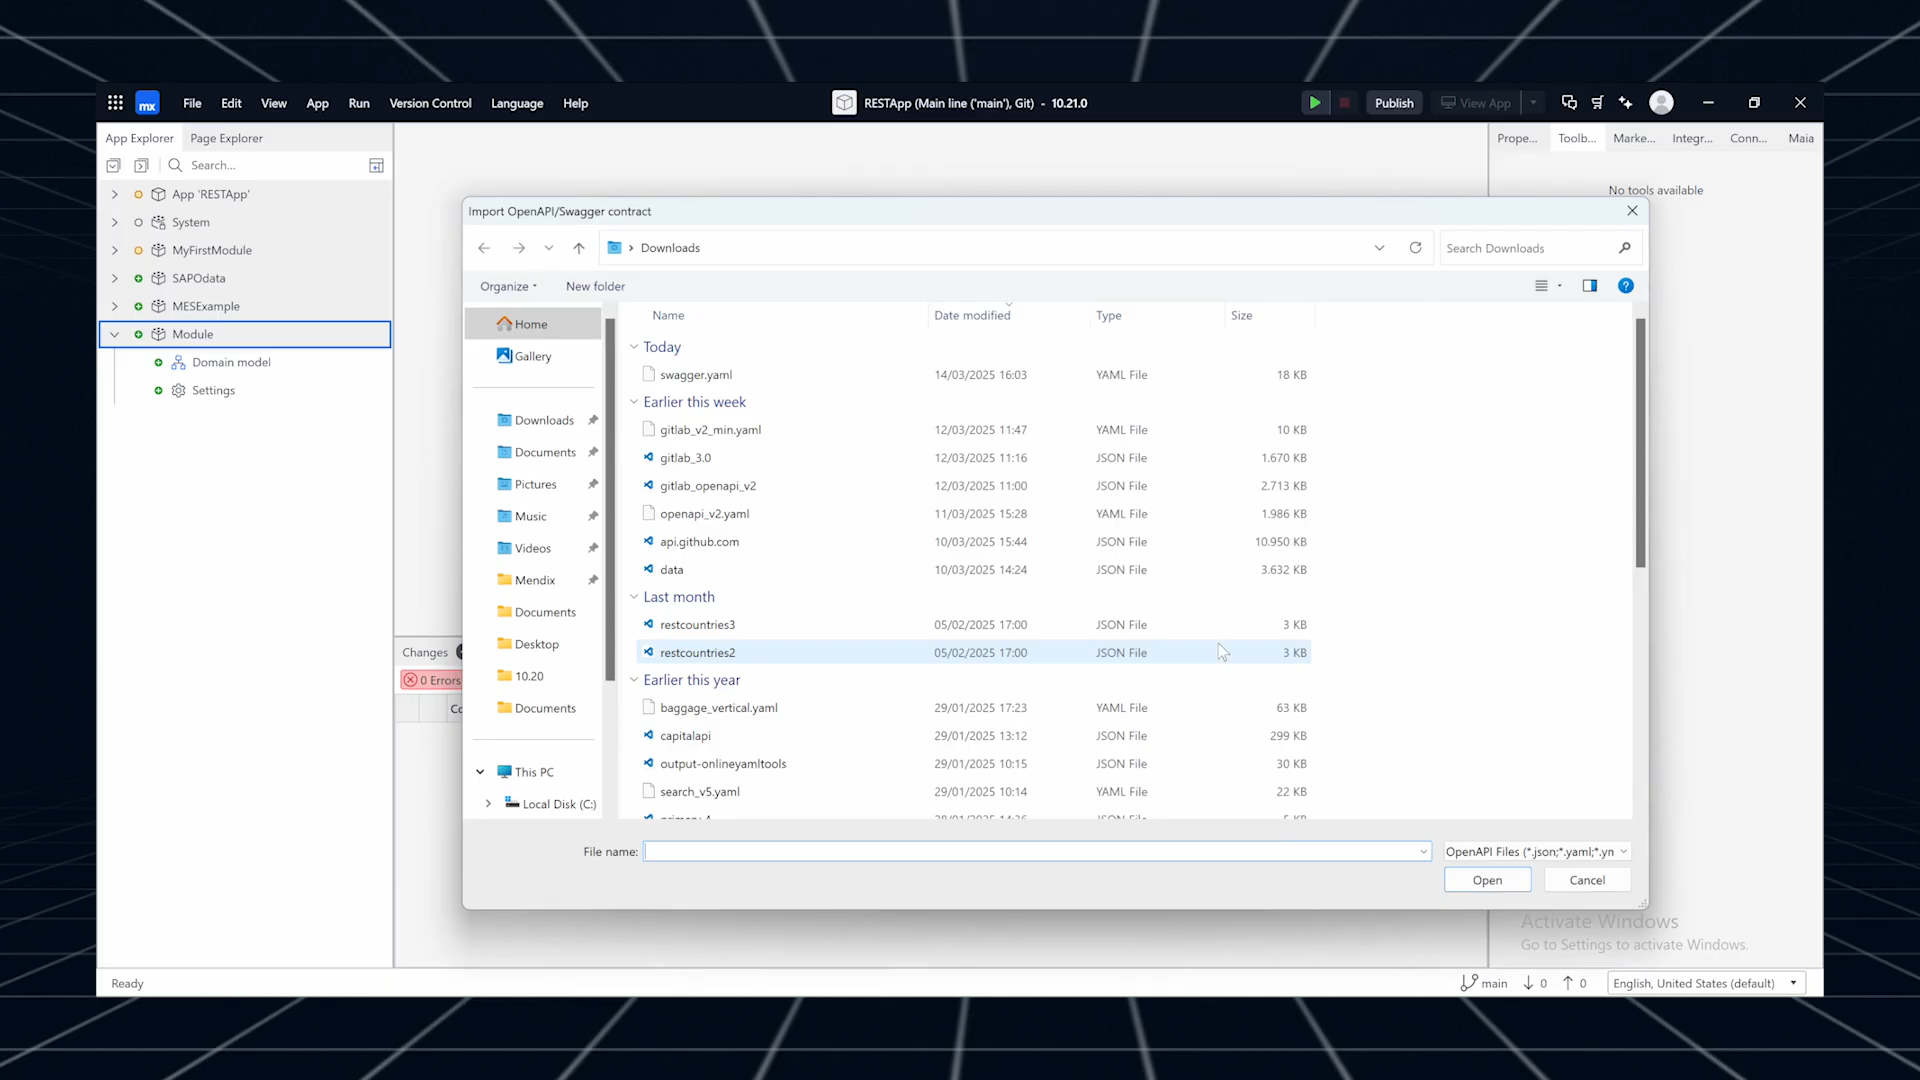 mx File Edit View App Run Version Control Language Help RESTApp (Main line ('main'), Git) - 10.21.0 Publish View App
App Explorer Page Explorer
Search...
App 'RESTApp'
System
MyFirstModule
SAPOdata
MESExample
Module
Domain model
Settings
Prope... Toolb... Marke... Integr... Conn... Maia
No tools available
Import OpenAPI/Swagger contract
Downloads
Search Downloads
Organize New folder
Home
Gallery
Downloads
Documents
Pictures
Music
Videos
Mendix
Documents
Desktop
10.20
Documents
This PC
Local Disk (C:)
Name Date modified Type Size
Today
swagger.yaml 14/03/2025 16:03 YAML File 18 KB
Earlier this week
gitlab_v2_min.yaml 12/03/2025 11:47 YAML File 10 KB
gitlab_3.0 12/03/2025 11:16 JSON File 1.670 KB
gitlab_openapi_v2 12/03/2025 11:00 JSON File 2.713 KB
openapi_v2.yaml 11/03/2025 15:28 YAML File 1.986 KB
api.github.com 10/03/2025 15:44 JSON File 10.950 KB
data 10/03/2025 14:24 JSON File 3.632 KB
Last month
restcountries3 05/02/2025 17:00 JSON File 3 KB
restcountries2 05/02/2025 17:00 JSON File 3 KB
Earlier this year
baggage_vertical.yaml 29/01/2025 17:23 YAML File 63 KB
capitalapi 29/01/2025 13:12 JSON File 299 KB
output-onlineyamltools 29/01/2025 10:15 JSON File 30 KB
search_v5.yaml 29/01/2025 10:14 YAML File 22 KB
File name: OpenAPI Files (*.json;*.yaml;*.yn
Open Cancel
Changes
0 Errors
Co
Activate Windows
Go to Settings to activate Windows.
Ready main 0 0 English, United States (default)